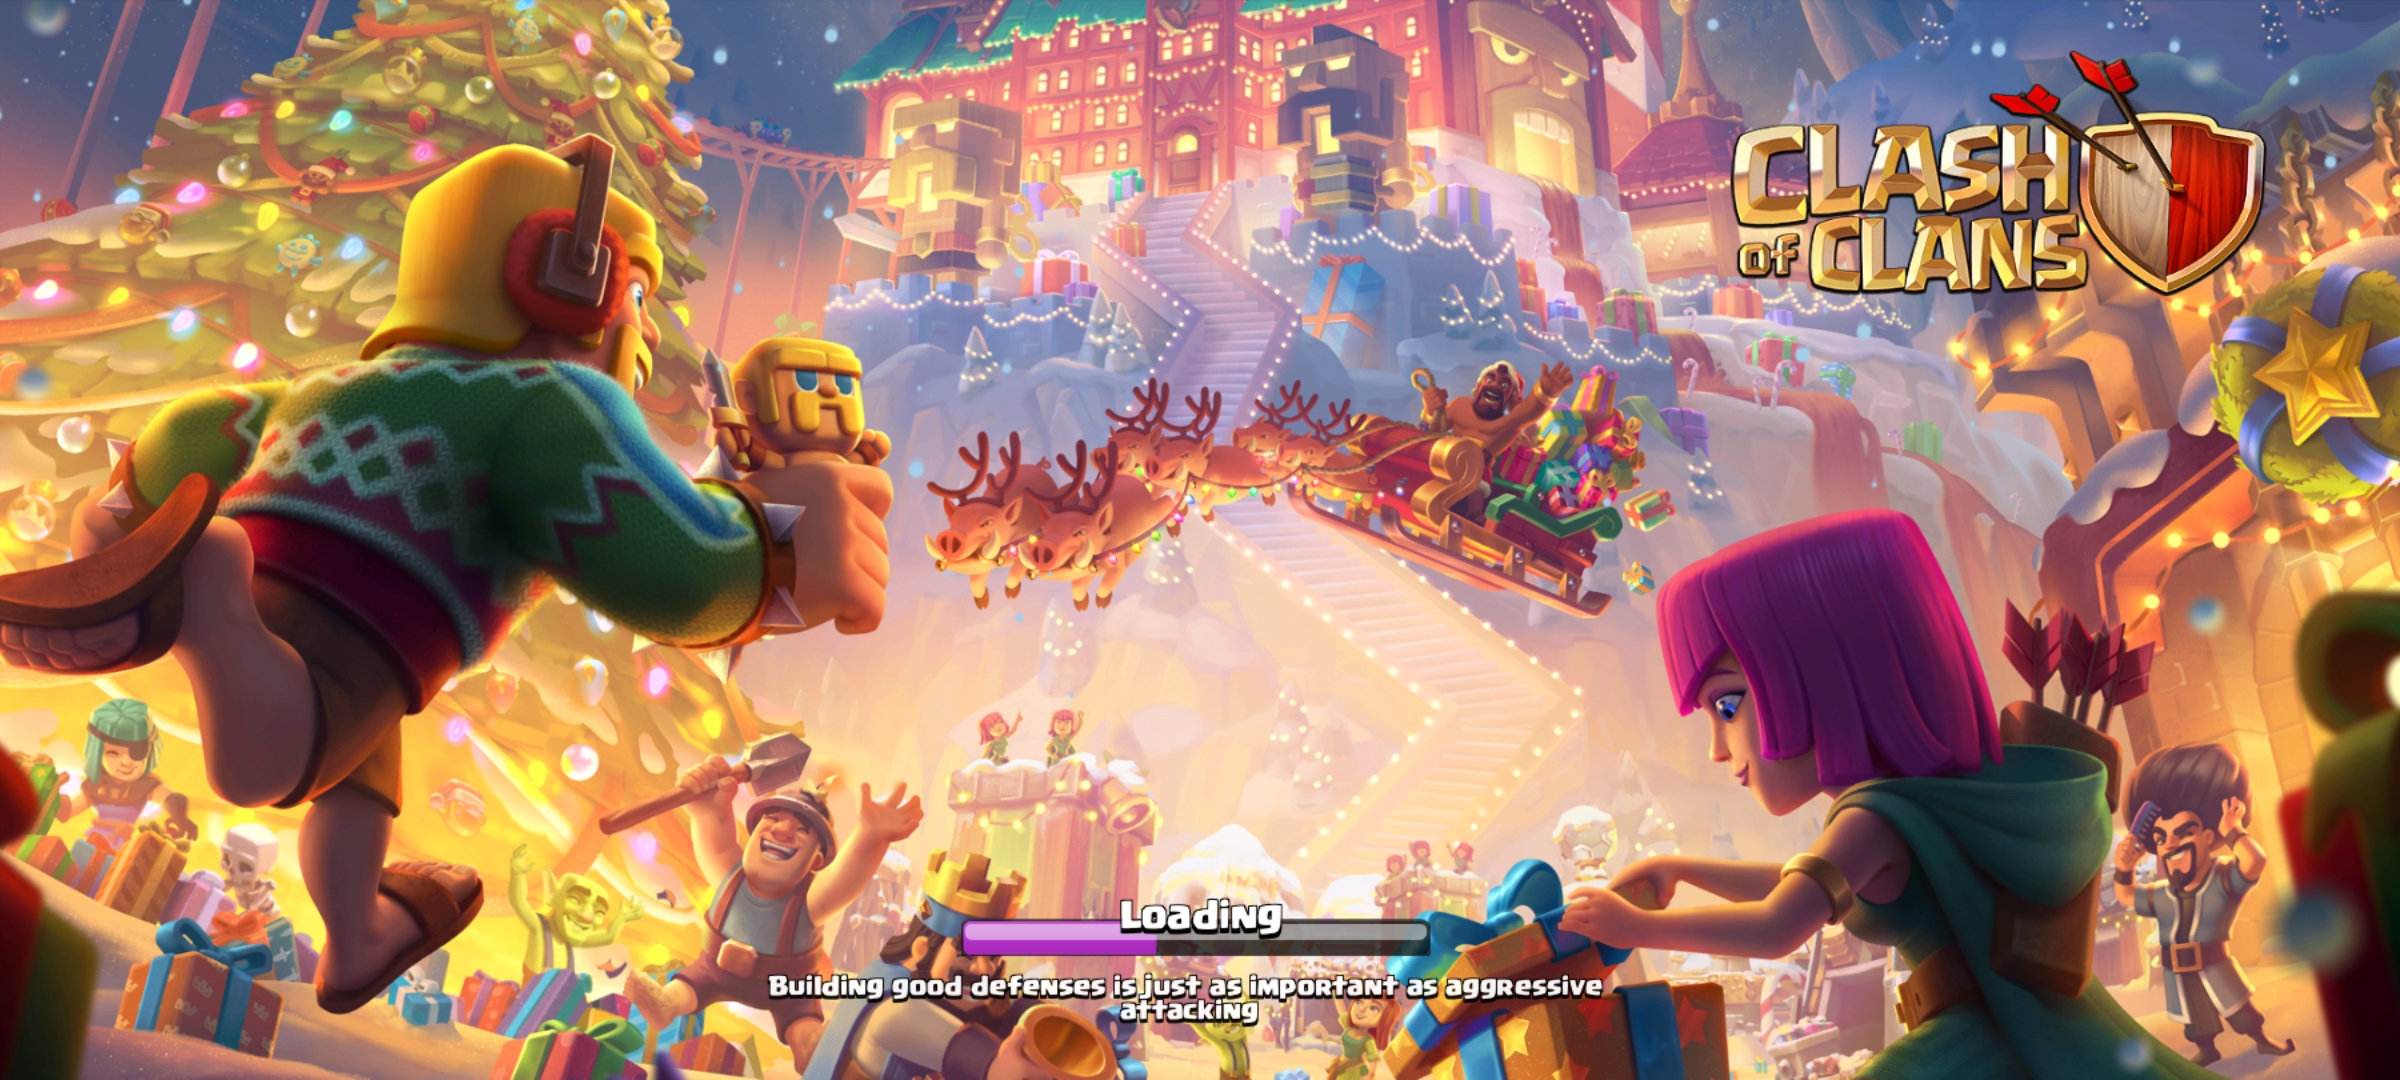 CLASH
OF CLANS
Loading
Building good defenses is just as important as aggressive
attacking